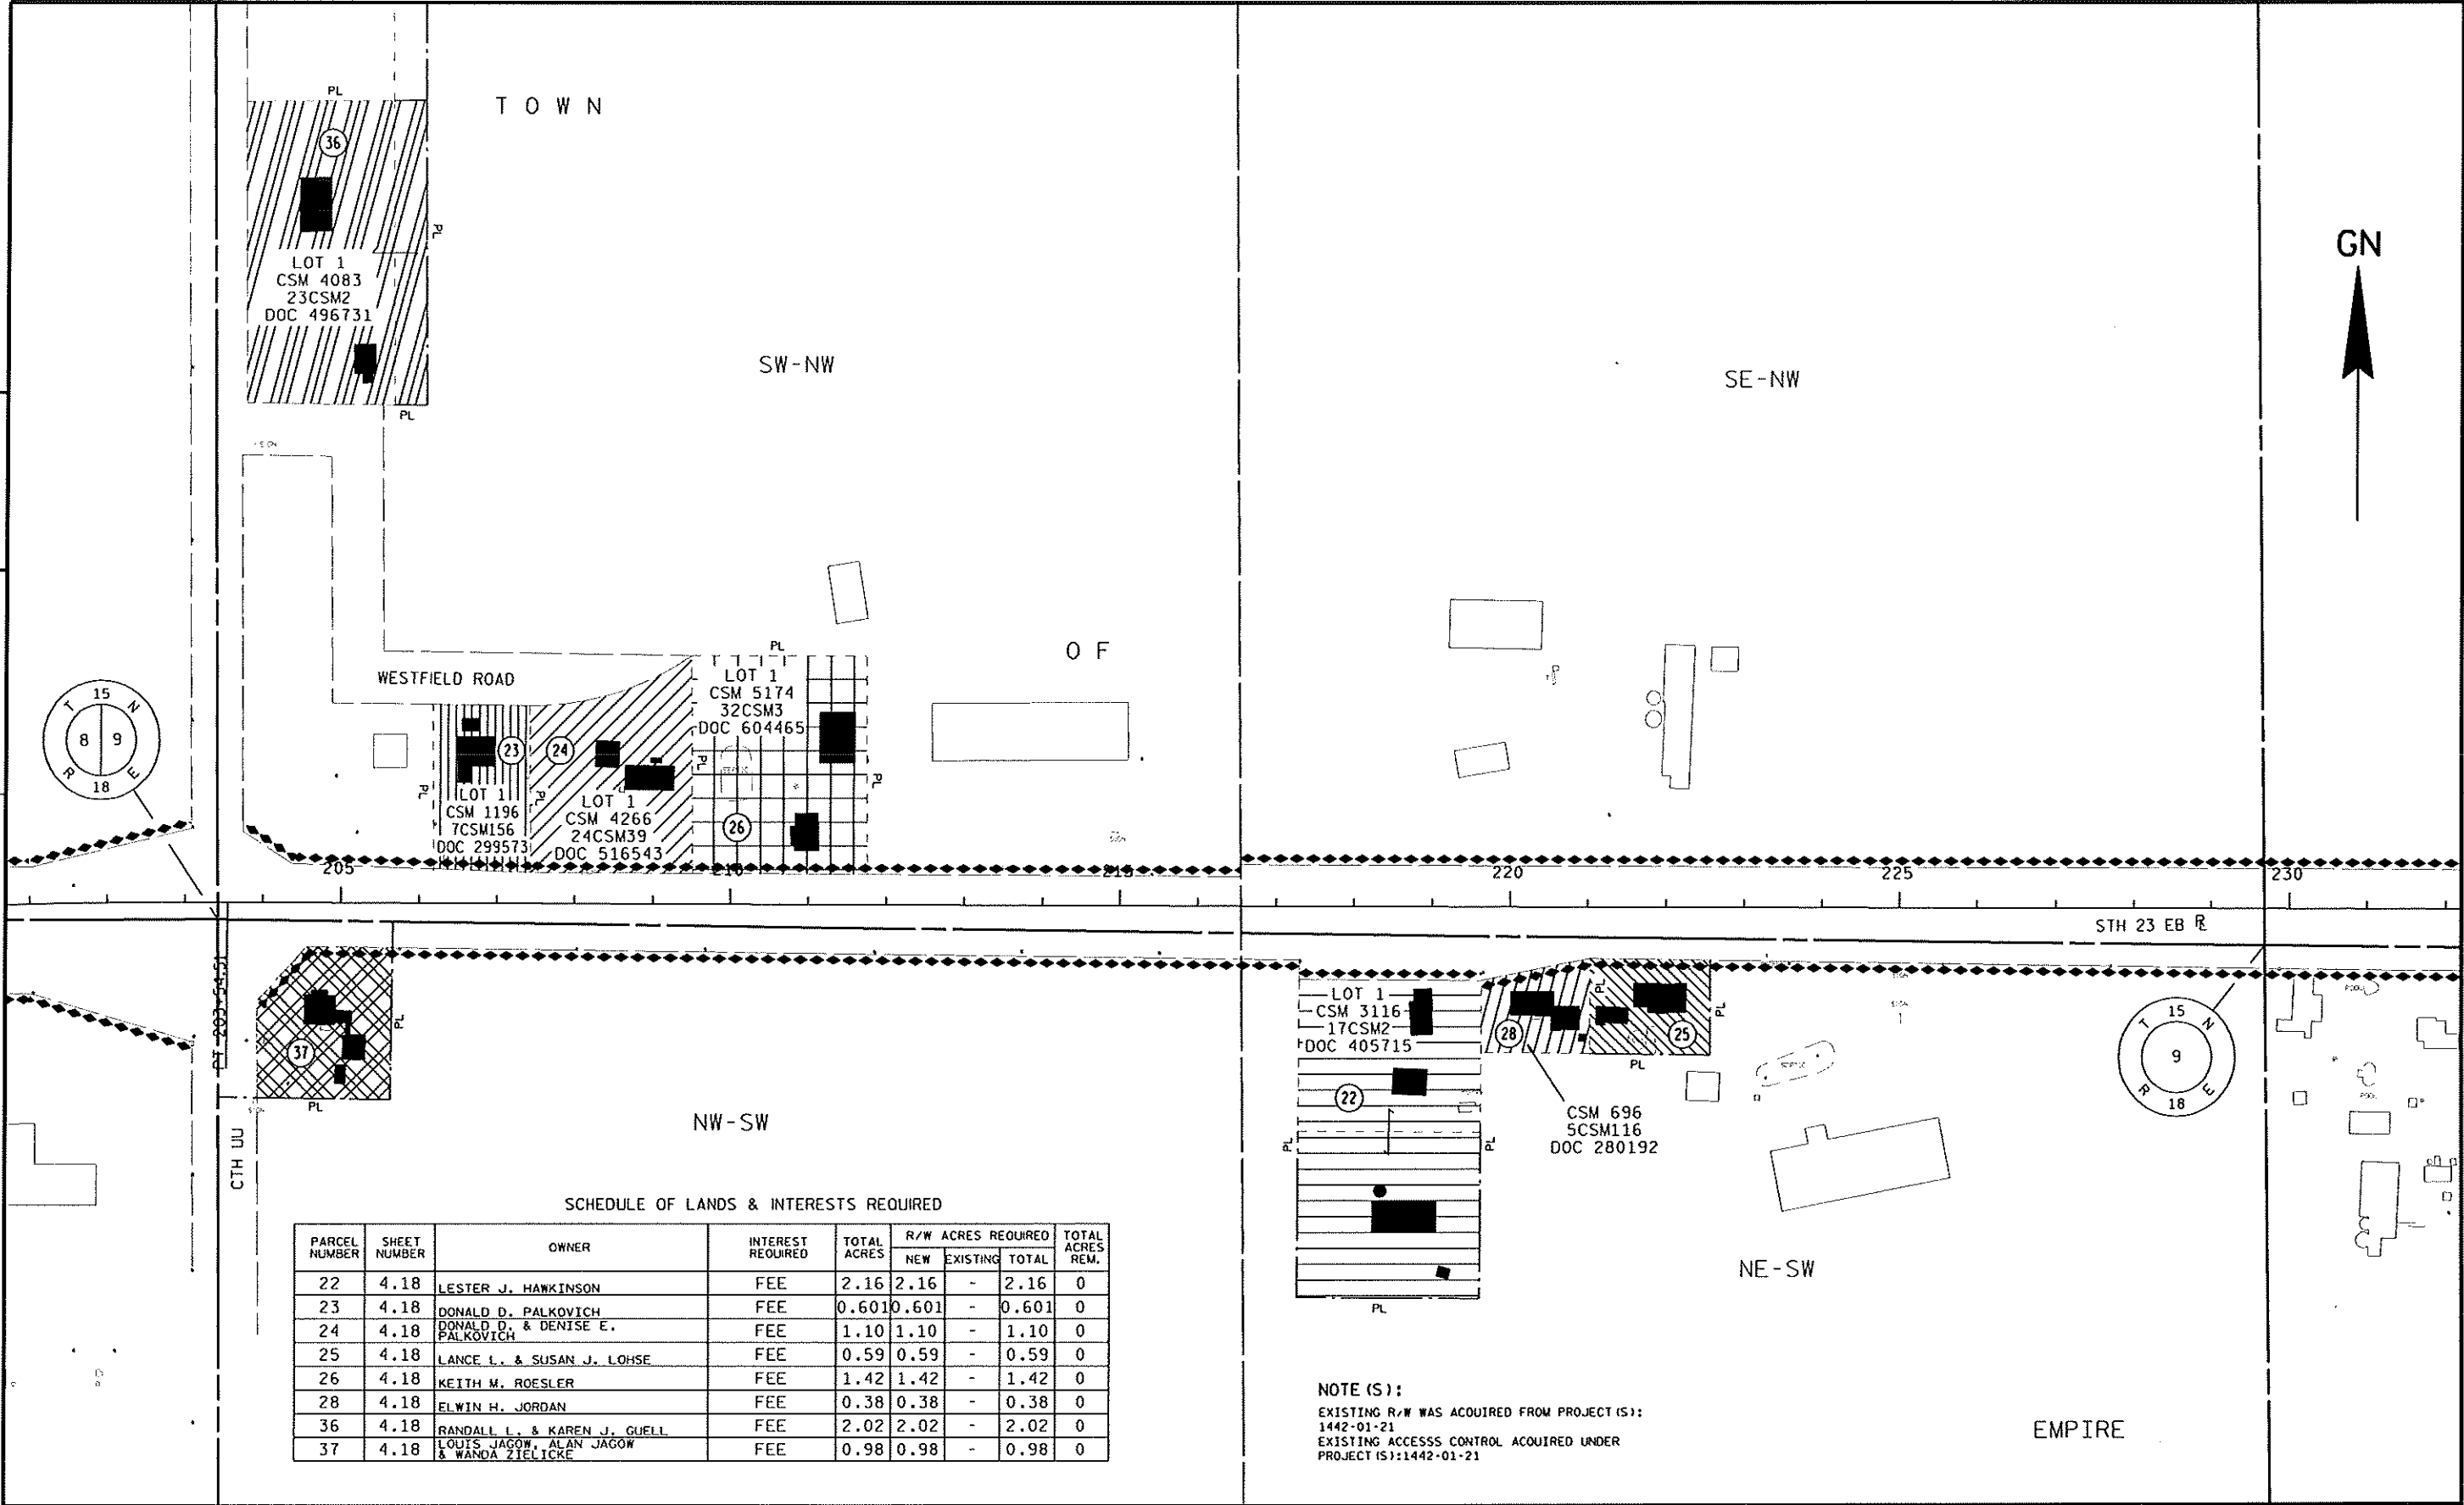 TOWN
GN
PL
36
PL
LOT 1
CSM 4083
23CSM2
DOC 496731
PL
SW-NW
SE-NW
OF
WESTFIELD ROAD
PL
LOT 1
CSM 5174
32CSM3
DOC 604465
PL
PL
26
23
24
PL
LOT 1
CSM 1196
7CSM156
DOC 299573
PL
LOT 1
CSM 4266
24CSM39
DOC 516543
15
T N
8 9
R E
18
205
210
215
220
225
230
STH 23 EB R/L
PT 203+54.51
37
PL
PL
CTH UU
NW-SW
LOT 1
CSM 3116
17CSM2
DOC 405715
22
PL
PL
PL
28
PL
25
PL
PL
CSM 696
5CSM116
DOC 280192
SEPTIC
SIGN
POOL
POOL
15
T N
9
R E
18
NE-SW
SCHEDULE OF LANDS & INTERESTS REQUIRED
PARCEL NUMBER SHEET NUMBER OWNER INTEREST REQUIRED TOTAL ACRES R/W ACRES REQUIRED TOTAL ACRES REM.
NEW EXISTING TOTAL
22 4.18 LESTER J. HAWKINSON FEE 2.16 2.16 - 2.16 0
23 4.18 DONALD D. PALKOVICH FEE 0.601 0.601 - 0.601 0
24 4.18 DONALD D. & DENISE E. PALKOVICH FEE 1.10 1.10 - 1.10 0
25 4.18 LANCE L. & SUSAN J. LOHSE FEE 0.59 0.59 - 0.59 0
26 4.18 KEITH M. ROESLER FEE 1.42 1.42 - 1.42 0
28 4.18 ELWIN H. JORDAN FEE 0.38 0.38 - 0.38 0
36 4.18 RANDALL L. & KAREN J. GUELL FEE 2.02 2.02 - 2.02 0
37 4.18 LOUIS JAGOW, ALAN JAGOW & WANDA ZIELICKE FEE 0.98 0.98 - 0.98 0
NOTE(S):
EXISTING R/W WAS ACQUIRED FROM PROJECT(S):
1442-01-21
EXISTING ACCESSS CONTROL ACQUIRED UNDER
PROJECT(S):1442-01-21
EMPIRE